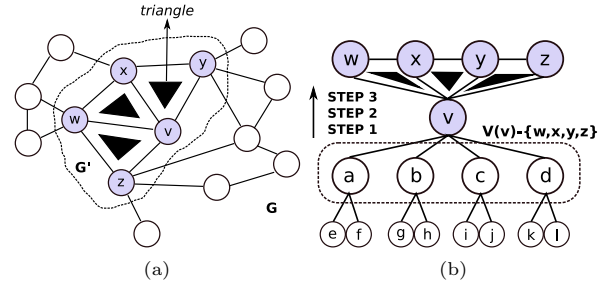 triangle
x
y
w
v
G'
z
G
(a)
w x y z
STEP 3
STEP 2
STEP 1
v
V(v)-{w,x,y,z}
a b c d
e f g h i j k l
(b)